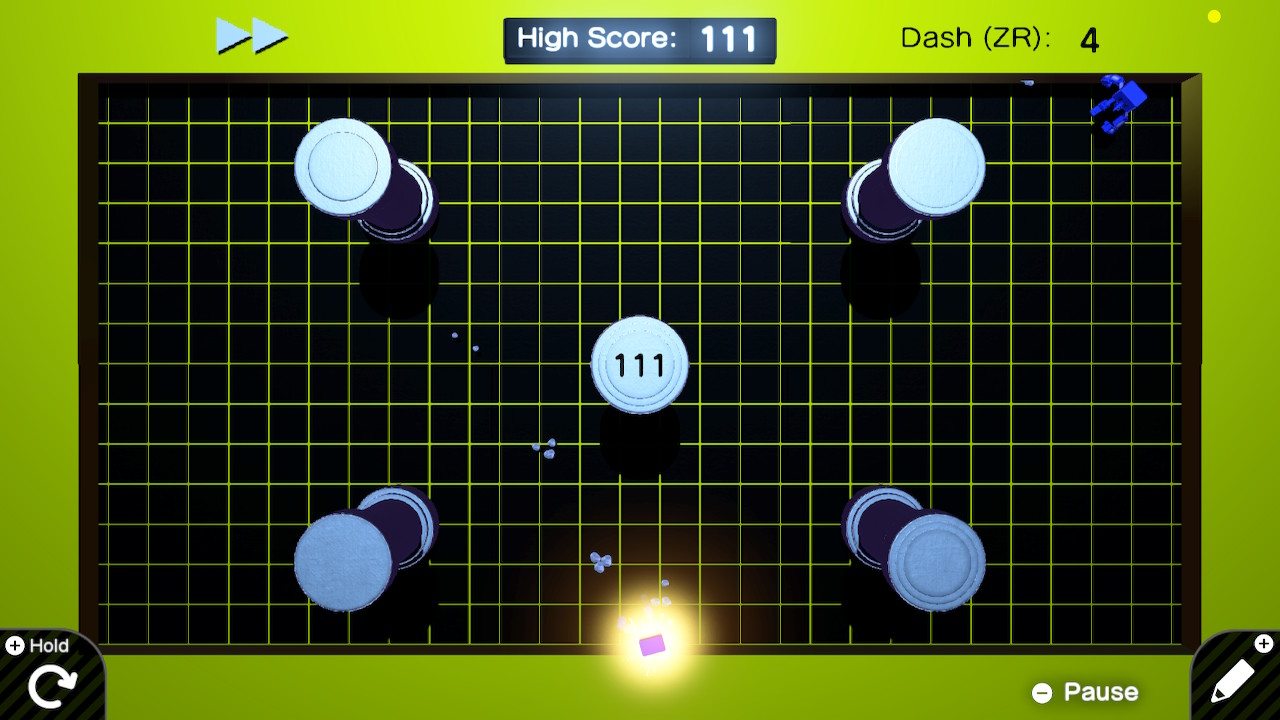 High Score: 111
Dash (ZR): 4
111
+ Hold
+
- Pause